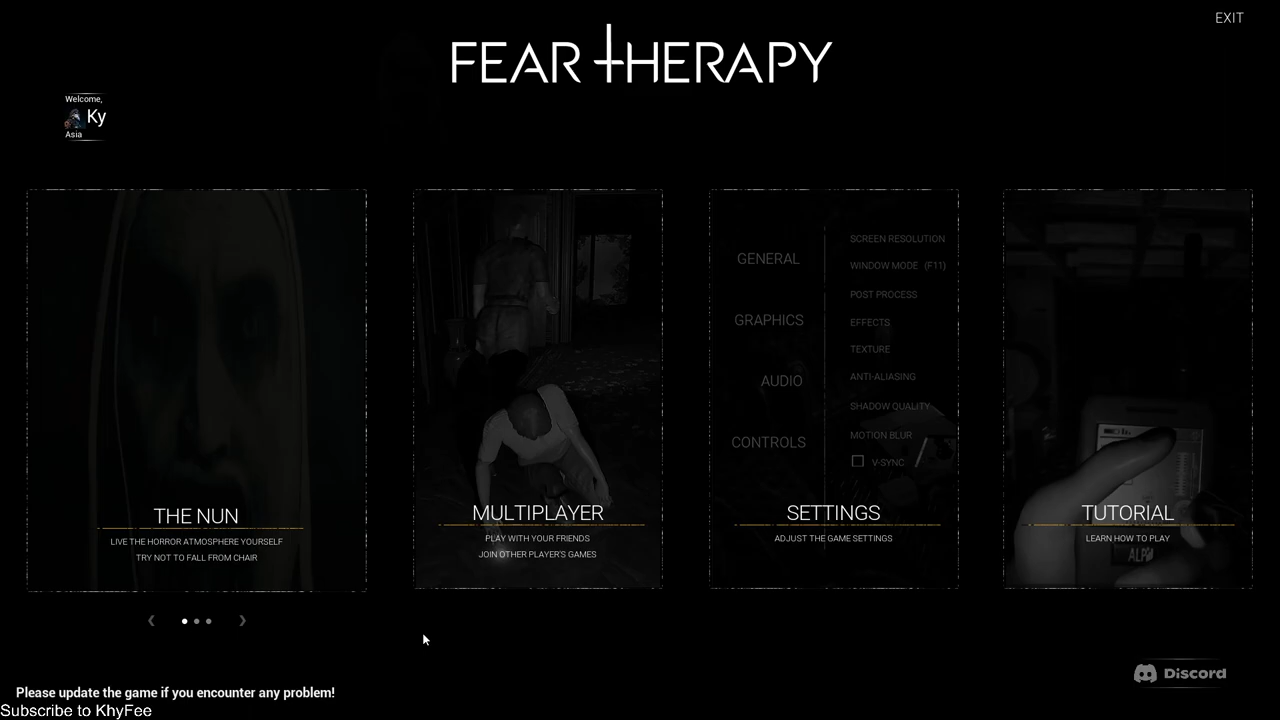 EXIT
FEAR THERAPY
Welcome,
Ky
Asia
THE NUN
LIVE THE HORROR ATMOSPHERE YOURSELF
TRY NOT TO FALL FROM CHAIR
MULTIPLAYER
PLAY WITH YOUR FRIENDS
JOIN OTHER PLAYER'S GAMES
GENERAL
GRAPHICS
AUDIO
CONTROLS
SCREEN RESOLUTION
WINDOW MODE (F11)
POST PROCESS
EFFECTS
TEXTURE
ANTI-ALIASING
SHADOW QUALITY
MOTION BLUR
V-SYNC
SETTINGS
ADJUST THE GAME SETTINGS
TUTORIAL
LEARN HOW TO PLAY
Discord
Please update the game if you encounter any problem!
Subscribe to KhyFee